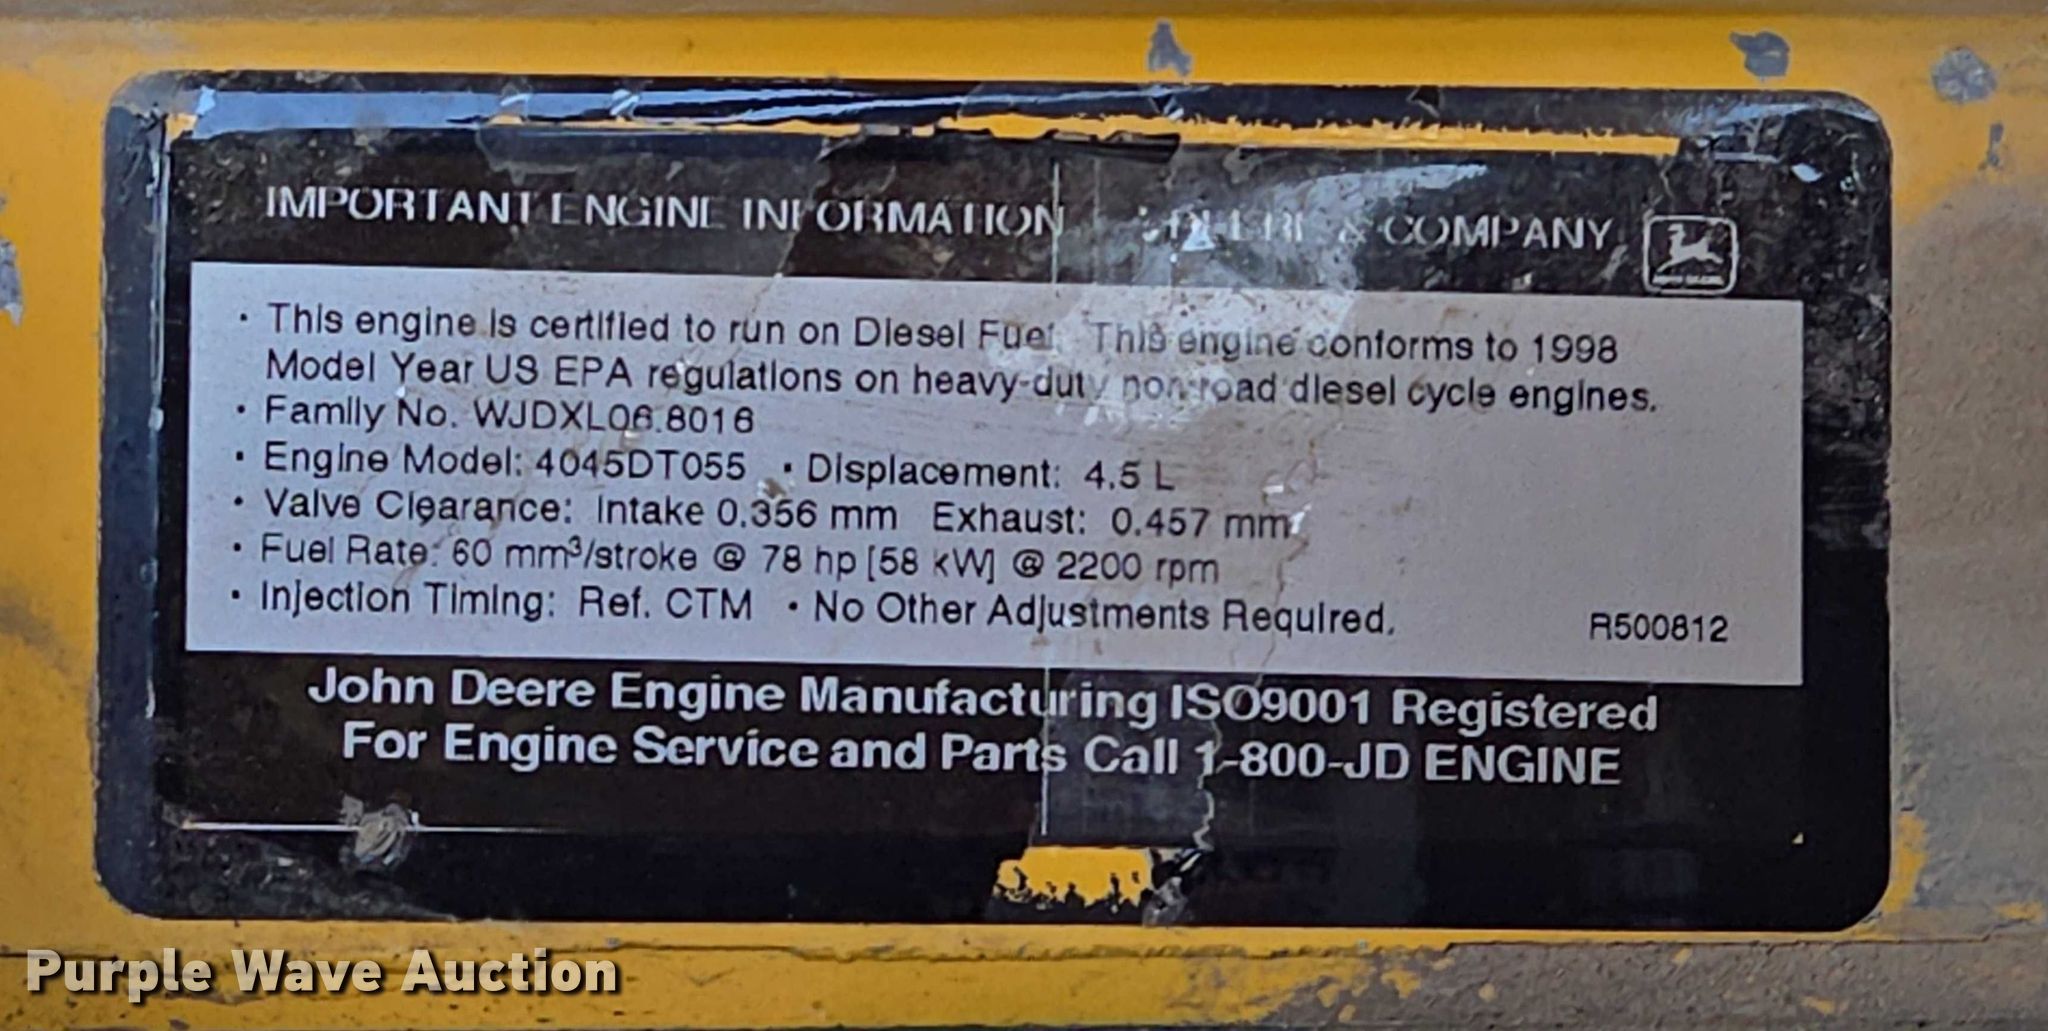 IMPORTANT ENGINE INFORMATION DEERE & COMPANY
• This engine is certified to run on Diesel Fuel. This engine conforms to 1998
Model Year US EPA regulations on heavy-duty non-road diesel cycle engines.
• Family No. WJDXL06.8016
• Engine Model: 4045DT055 • Displacement: 4.5 L
• Valve Clearance: Intake 0.356 mm Exhaust: 0.457 mm
• Fuel Rate: 60 mm³/stroke @ 78 hp [58 kW] @ 2200 rpm
• Injection Timing: Ref. CTM • No Other Adjustments Required.
R500812
John Deere Engine Manufacturing ISO9001 Registered
For Engine Service and Parts Call 1-800-JD ENGINE
Purple Wave Auction